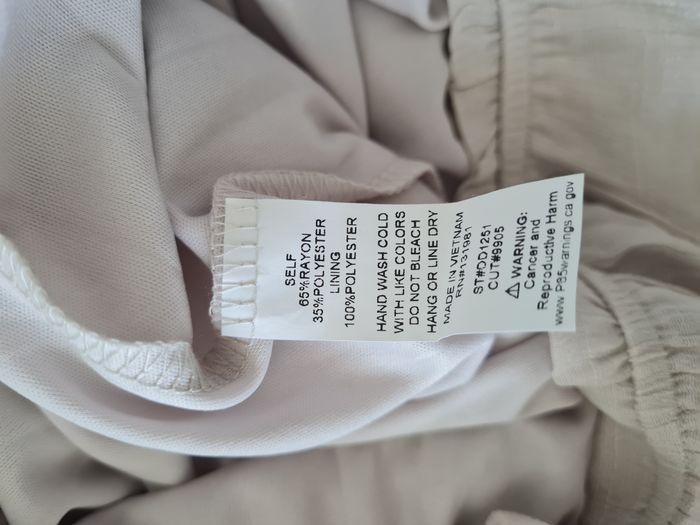 SELF
65%RAYON
35%POLYESTER
LINING
100%POLYESTER
HAND WASH COLD
WITH LIKE COLORS
DO NOT BLEACH
HANG OR LINE DRY
MADE IN VIETNAM
RN#131981
ST#DD1251
CUT#9905
⚠WARNING:
Cancer and
Reproductive Harm
www.P65warnings.ca.gov